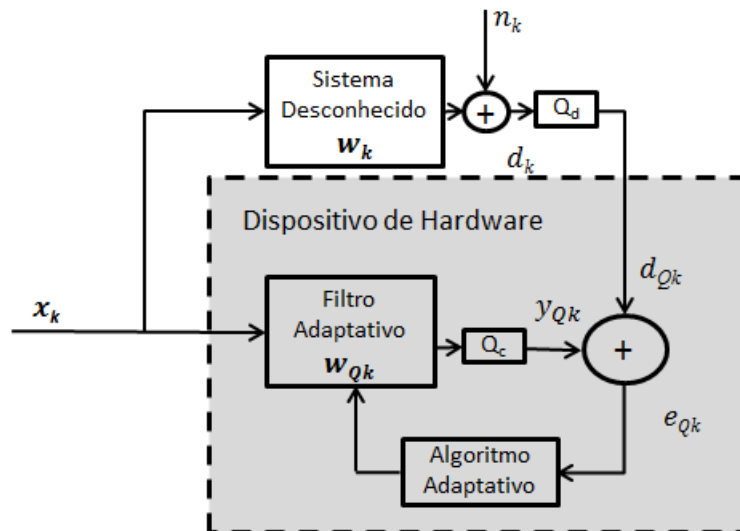 n_k
Sistema
Desconhecido
w_k
+
Q_d
d_k
Dispositivo de Hardware
d_Qk
x_k
Filtro
Adaptativo
w_Qk
Q_c
y_Qk
+
e_Qk
Algoritmo
Adaptativo